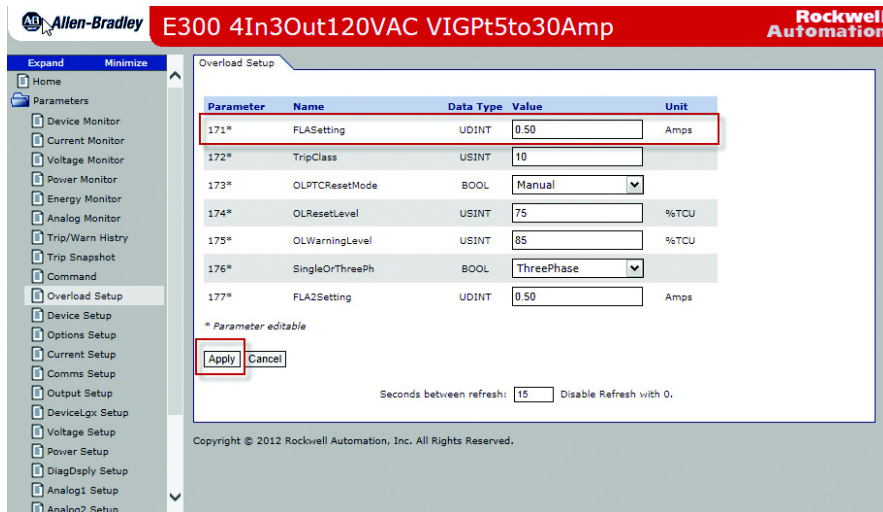 Allen-Bradley
E300 4In3Out120VAC VIGPt5to30Amp
Rockwell
Automation
Expand Minimize
Home
Parameters
Device Monitor
Current Monitor
Voltage Monitor
Power Monitor
Energy Monitor
Analog Monitor
Trip/Warn Histry
Trip Snapshot
Command
Overload Setup
Device Setup
Options Setup
Current Setup
Comms Setup
Output Setup
DeviceLgx Setup
Voltage Setup
Power Setup
DiagDsply Setup
Analog1 Setup
Analog2 Setup
Overload Setup
Parameter Name Data Type Value Unit
171* FLASetting UDINT 0.50 Amps
172* TripClass USINT 10
173* OLPTCResetMode BOOL Manual
174* OLResetLevel USINT 75 %TCU
175* OLWarningLevel USINT 85 %TCU
176* SingleOrThreePh BOOL ThreePhase
177* FLA2Setting UDINT 0.50 Amps
* Parameter editable
Apply Cancel
Seconds between refresh: 15 Disable Refresh with 0.
Copyright © 2012 Rockwell Automation, Inc. All Rights Reserved.